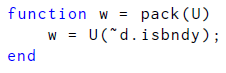 function w = pack(U)
    w = U(~d.isbndy);
end